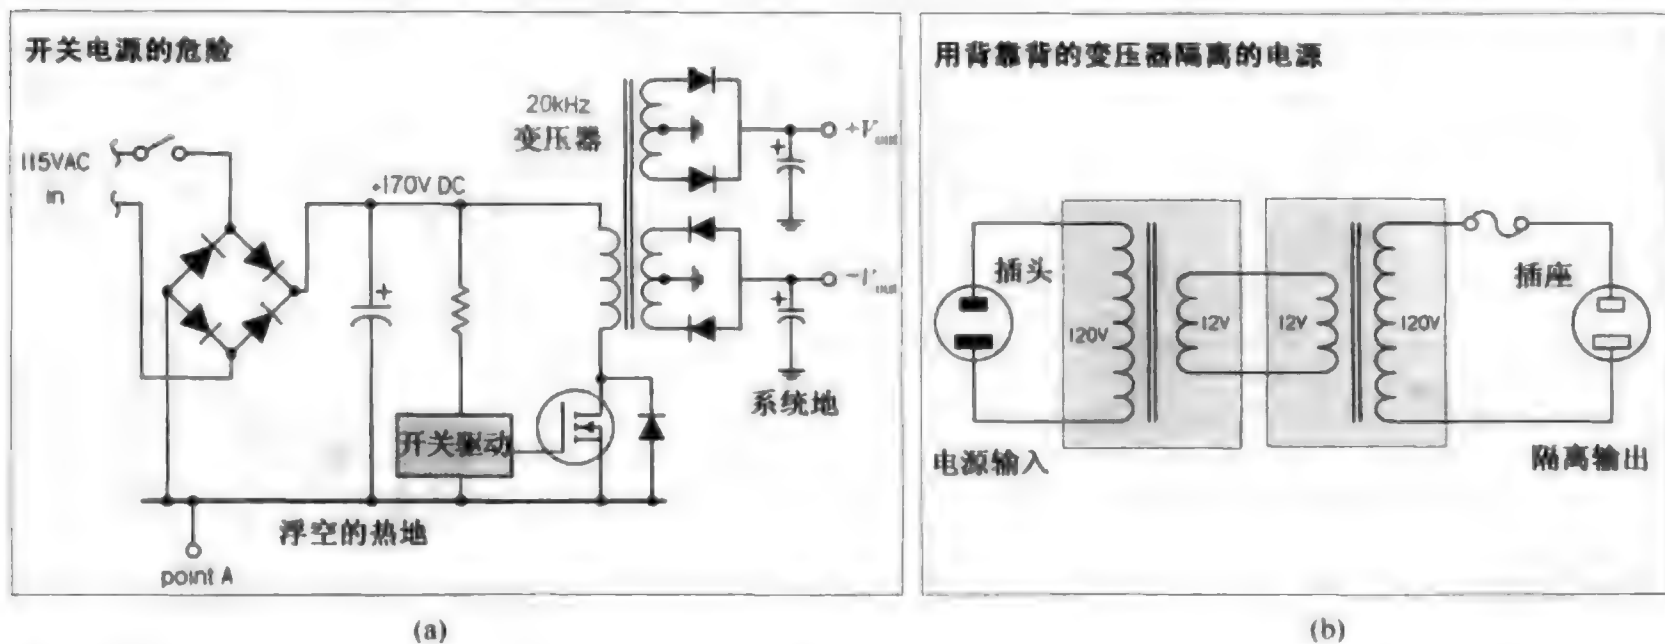 开关电源的危险
20kHz
变压器
115VAC
in
+170V DC
+V_out
-V_out
系统地
开关驱动
浮空的热地
point A
(a)
用背靠背的变压器隔离的电源
插头
插座
120V
12V
12V
120V
电源输入
隔离输出
(b)